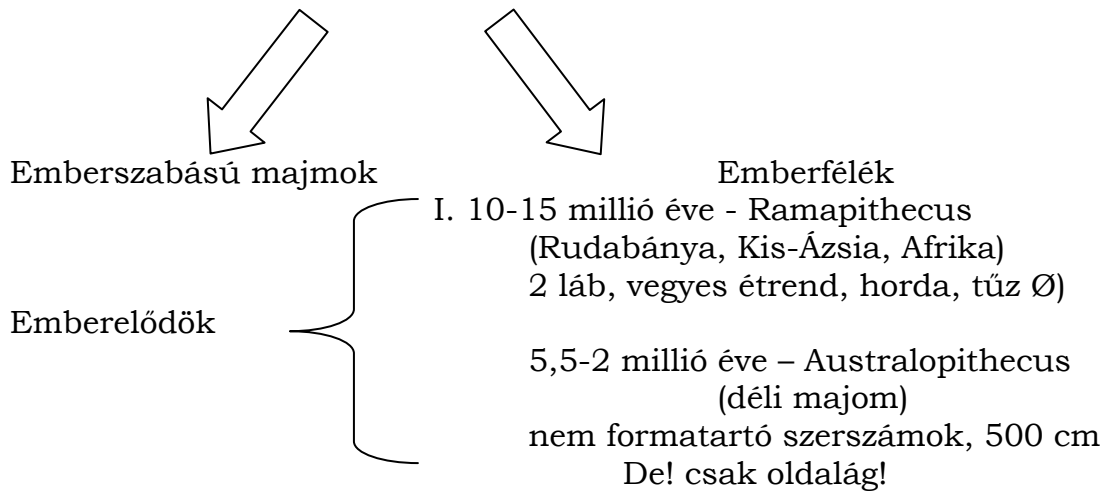 Emberszabású majmok
Emberfélék
I. 10-15 millió éve - Ramapithecus
(Rudabánya, Kis-Ázsia, Afrika)
2 láb, vegyes étrend, horda, tűz Ø)
Emberelődök
5,5-2 millió éve – Australopithecus
(déli majom)
nem formatartó szerszámok, 500 cm
De! csak oldalág!